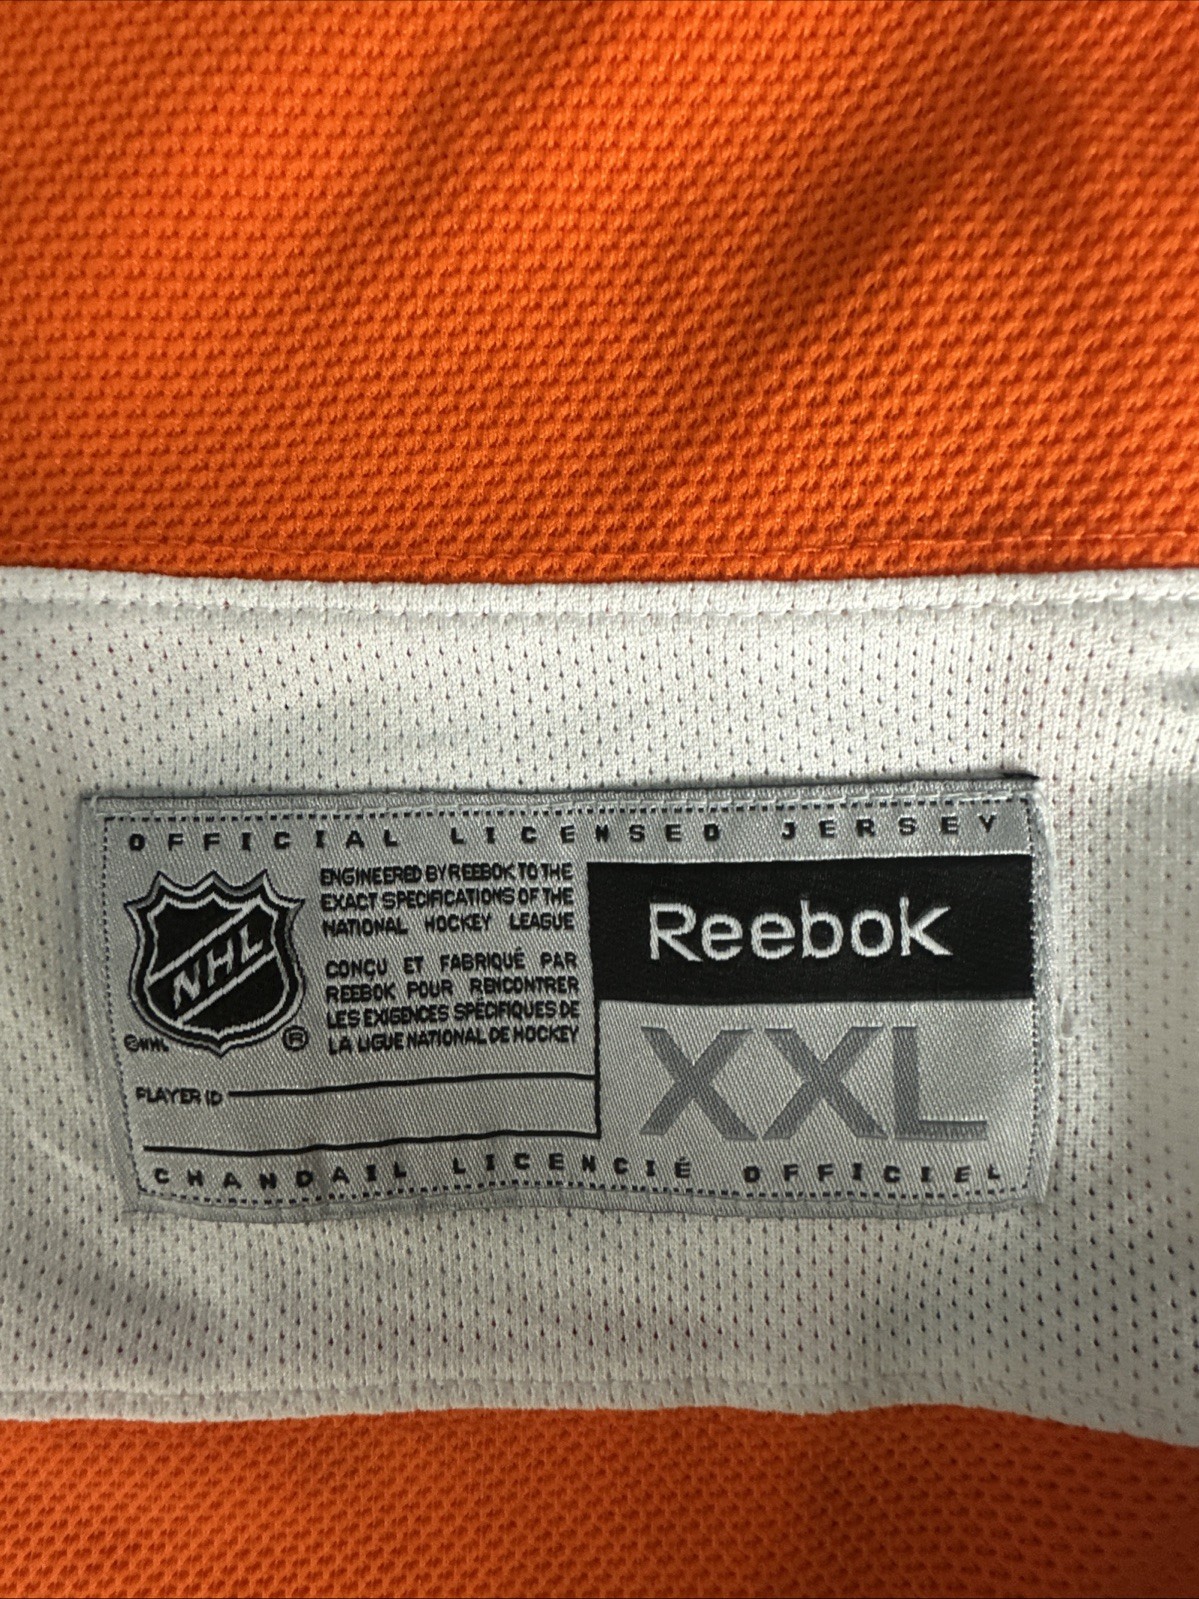 OFFICIAL LICENSED JERSEY
NHL
©NHL ®
ENGINEERED BY REEBOK TO THE
EXACT SPECIFICATIONS OF THE
NATIONAL HOCKEY LEAGUE
CONÇU ET FABRIQUÉ PAR
REEBOK POUR RENCONTRER
LES EXIGENCES SPÉCIFIQUES DE
LA LIGUE NATIONAL DE HOCKEY
PLAYER ID
Reebok
XXL
CHANDAIL LICENCIÉ OFFICIEL